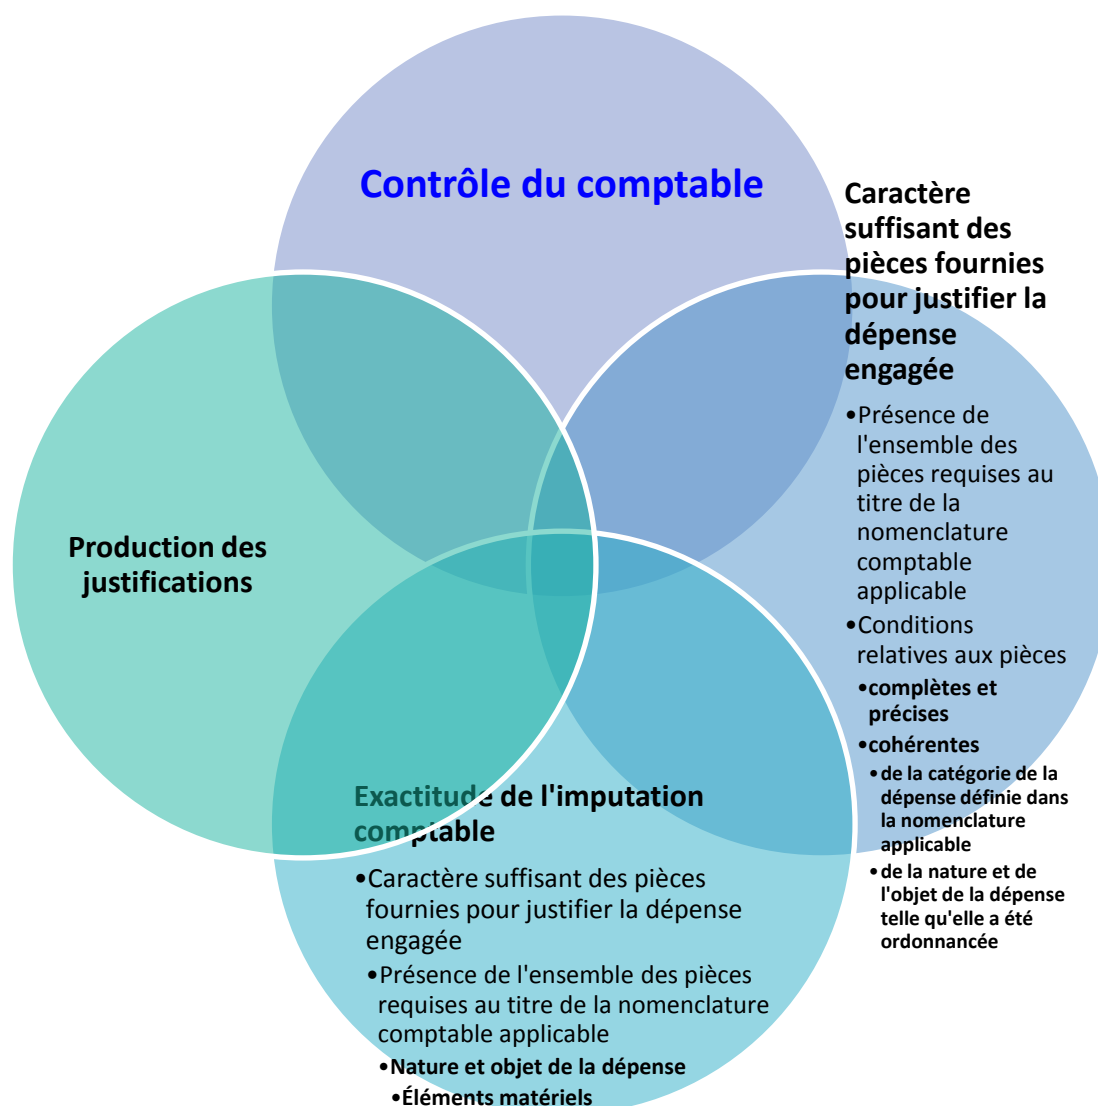 Contrôle du comptable
Caractère
suffisant des
pièces fournies
pour justifier la
dépense
engagée
•Présence de
l'ensemble des
pièces requises au
titre de la
nomenclature
comptable
applicable
•Conditions
relatives aux pièces
•complètes et
précises
•cohérentes
•de la catégorie de la
dépense définie dans
la nomenclature
applicable
•de la nature et de
l'objet de la dépense
telle qu'elle a été
ordonnancée
Production des
justifications
Exactitude de l'imputation
comptable
•Caractère suffisant des pièces
fournies pour justifier la dépense
engagée
•Présence de l'ensemble des pièces
requises au titre de la nomenclature
comptable applicable
•Nature et objet de la dépense
•Éléments matériels